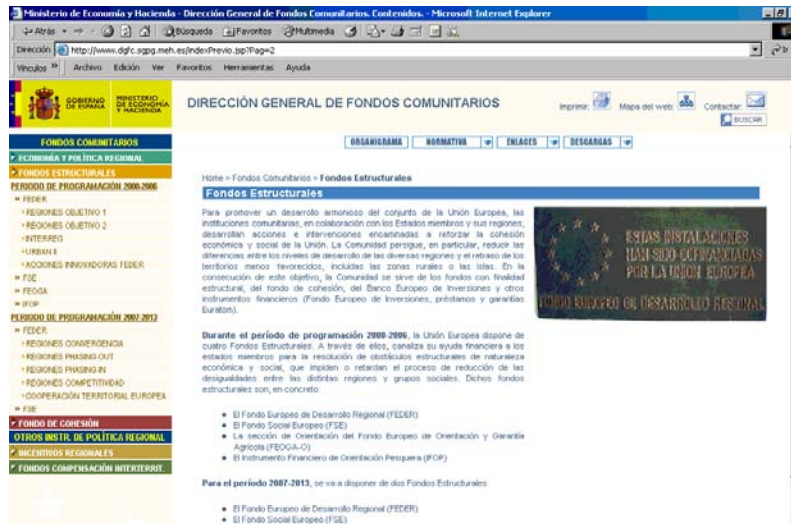 Ministerio de Economía y Hacienda - Dirección General de Fondos Comunitarios. Contenidos. - Microsoft Internet Explorer
Atrás Búsqueda Favoritos Multimedia
Dirección http://www.dgfc.sgpg.meh.es/IndexPrevio.jsp?Pag=2
Vínculos Archivo Edición Ver Favoritos Herramientas Ayuda
GOBIERNO DE ESPAÑA
MINISTERIO DE ECONOMÍA Y HACIENDA
DIRECCIÓN GENERAL DE FONDOS COMUNITARIOS
Imprimir: Mapa del web: Contactar:
BUSCAR
ORGANIGRAMA NORMATIVA ENLACES DESCARGAS
FONDOS COMUNITARIOS
ECONOMÍA Y POLÍTICA REGIONAL
FONDOS ESTRUCTURALES
PERIODO DE PROGRAMACIÓN 2000-2006
FEDER
REGIONES OBJETIVO 1
REGIONES OBJETIVO 2
INTERREG
URBAN II
ACCIONES INNOVADORAS FEDER
FSE
FEOGA
IFOP
PERIODO DE PROGRAMACIÓN 2007-2013
FEDER
REGIONES CONVERGENCIA
REGIONES PHASING OUT
REGIONES PHASING IN
REGIONES COMPETITIVIDAD
COOPERACIÓN TERRITORIAL EUROPEA
FSE
FONDO DE COHESIÓN
OTROS INSTR. DE POLÍTICA REGIONAL
INCENTIVOS REGIONALES
FONDOS COMPENSACIÓN INTERTERRIT.
Home > Fondos Comunitarios > Fondos Estructurales
Fondos Estructurales
Para promover un desarrollo armonioso del conjunto de la Unión Europea, las
instituciones comunitarias, en colaboración con los Estados miembros y sus regiones,
desarrollan acciones e intervenciones encaminadas a reforzar la cohesión
económica y social de la Unión. La Comunidad persigue, en particular, reducir las
diferencias entre los niveles de desarrollo de las diversas regiones y el retraso de los
territorios menos favorecidos, incluidas las zonas rurales o las islas. En la
consecución de este objetivo, la Comunidad se sirve de los fondos con finalidad
estructural, del fondo de cohesión, del Banco Europeo de Inversiones y otros
instrumentos financieros (Fondo Europeo de Inversiones, préstamos y garantías
Euratom).
Durante el período de programación 2000-2006, la Unión Europea dispone de
cuatro Fondos Estructurales. A través de ellos, canaliza su ayuda financiera a los
estados miembros para la resolución de obstáculos estructurales de naturaleza
económica y social, que impiden o retardan el proceso de reducción de las
desigualdades entre las distintas regiones y grupos sociales. Dichos fondos
estructurales son, en concreto:
El Fondo Europeo de Desarrollo Regional (FEDER)
El Fondo Social Europeo (FSE)
La sección de Orientación del Fondo Europeo de Orientación y Garantía
Agrícola (FEOGA-O)
El Instrumento Financiero de Orientación Pesquera (IFOP)
Para el período 2007-2013, se va a disponer de dos Fondos Estructurales
El Fondo Europeo de Desarrollo Regional (FEDER)
El Fondo Social Europeo (FSE)
ESTAS INSTALACIONES
HAN SIDO COFINANCIADAS
POR LA UNION EUROPEA
FONDO EUROPEO DE DESARROLLO REGIONAL